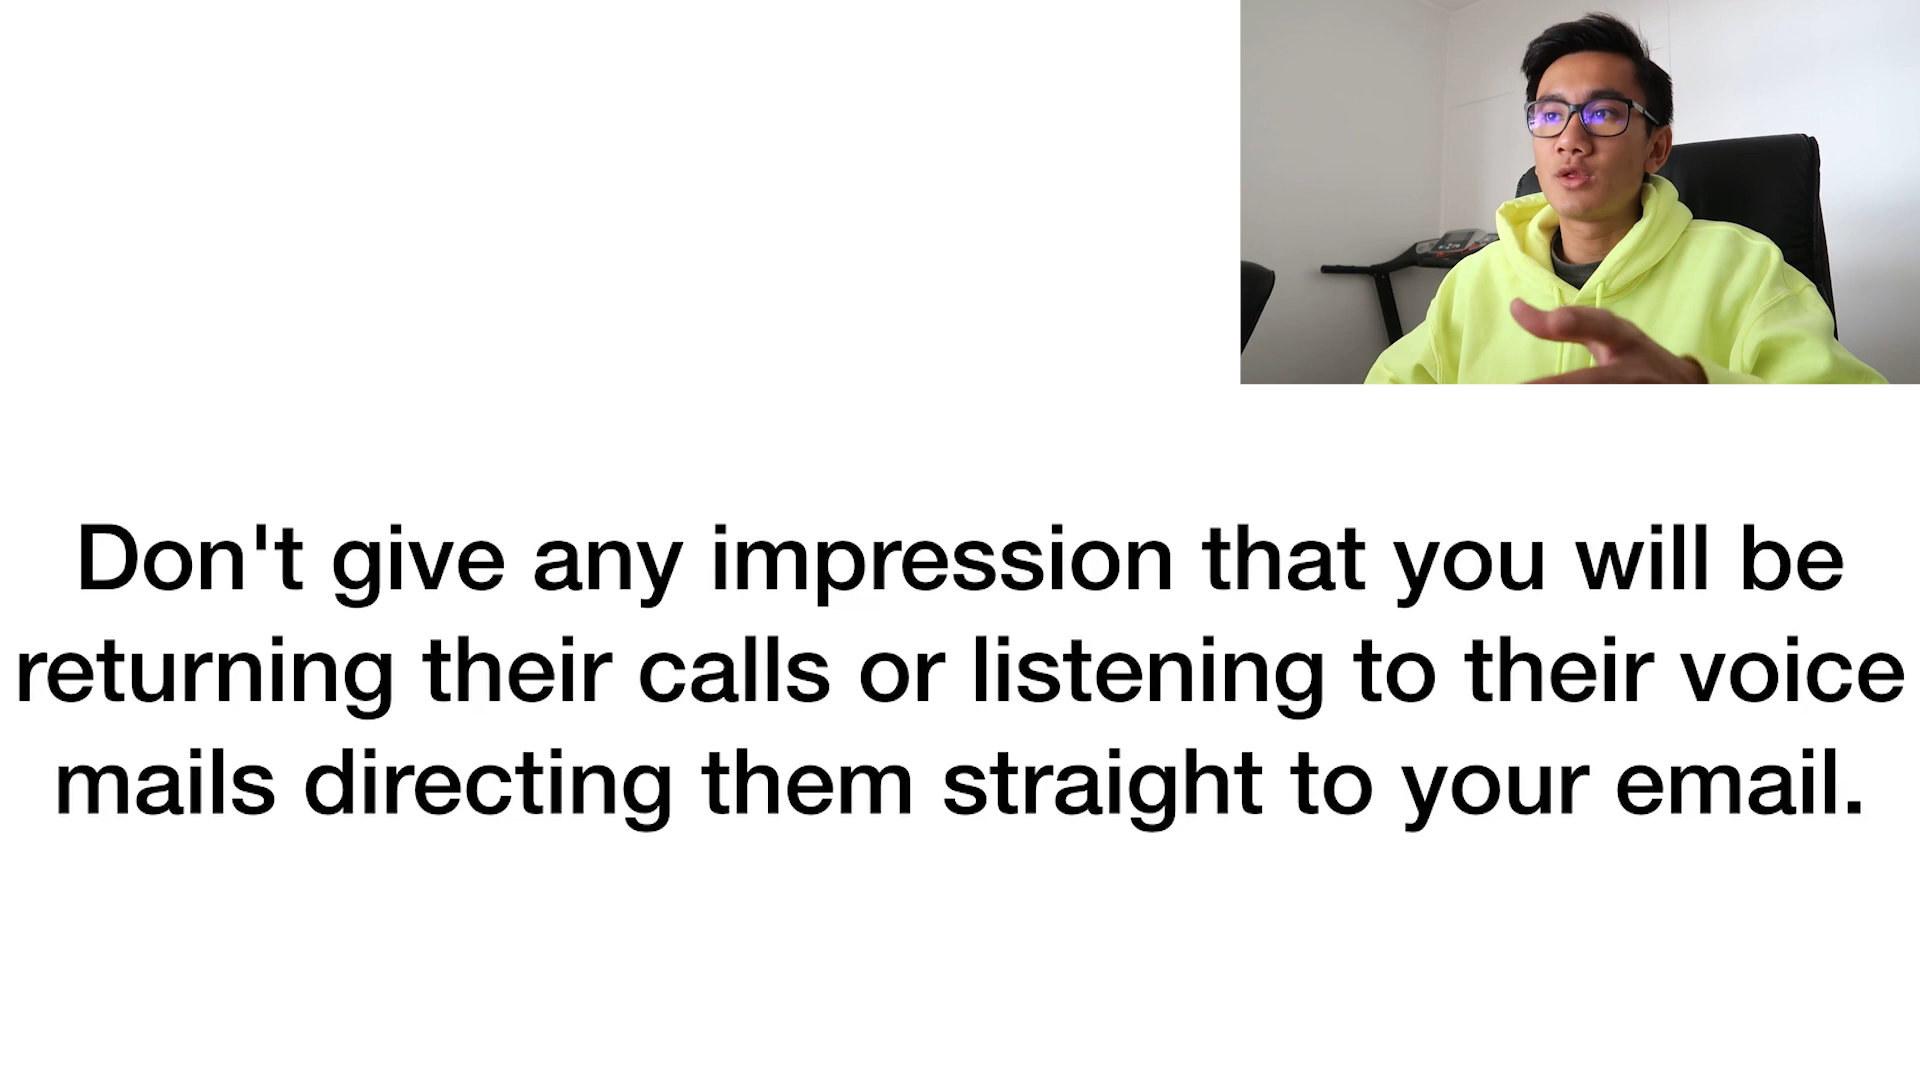 Don't give any impression that you will be
returning their calls or listening to their voice
mails directing them straight to your email.